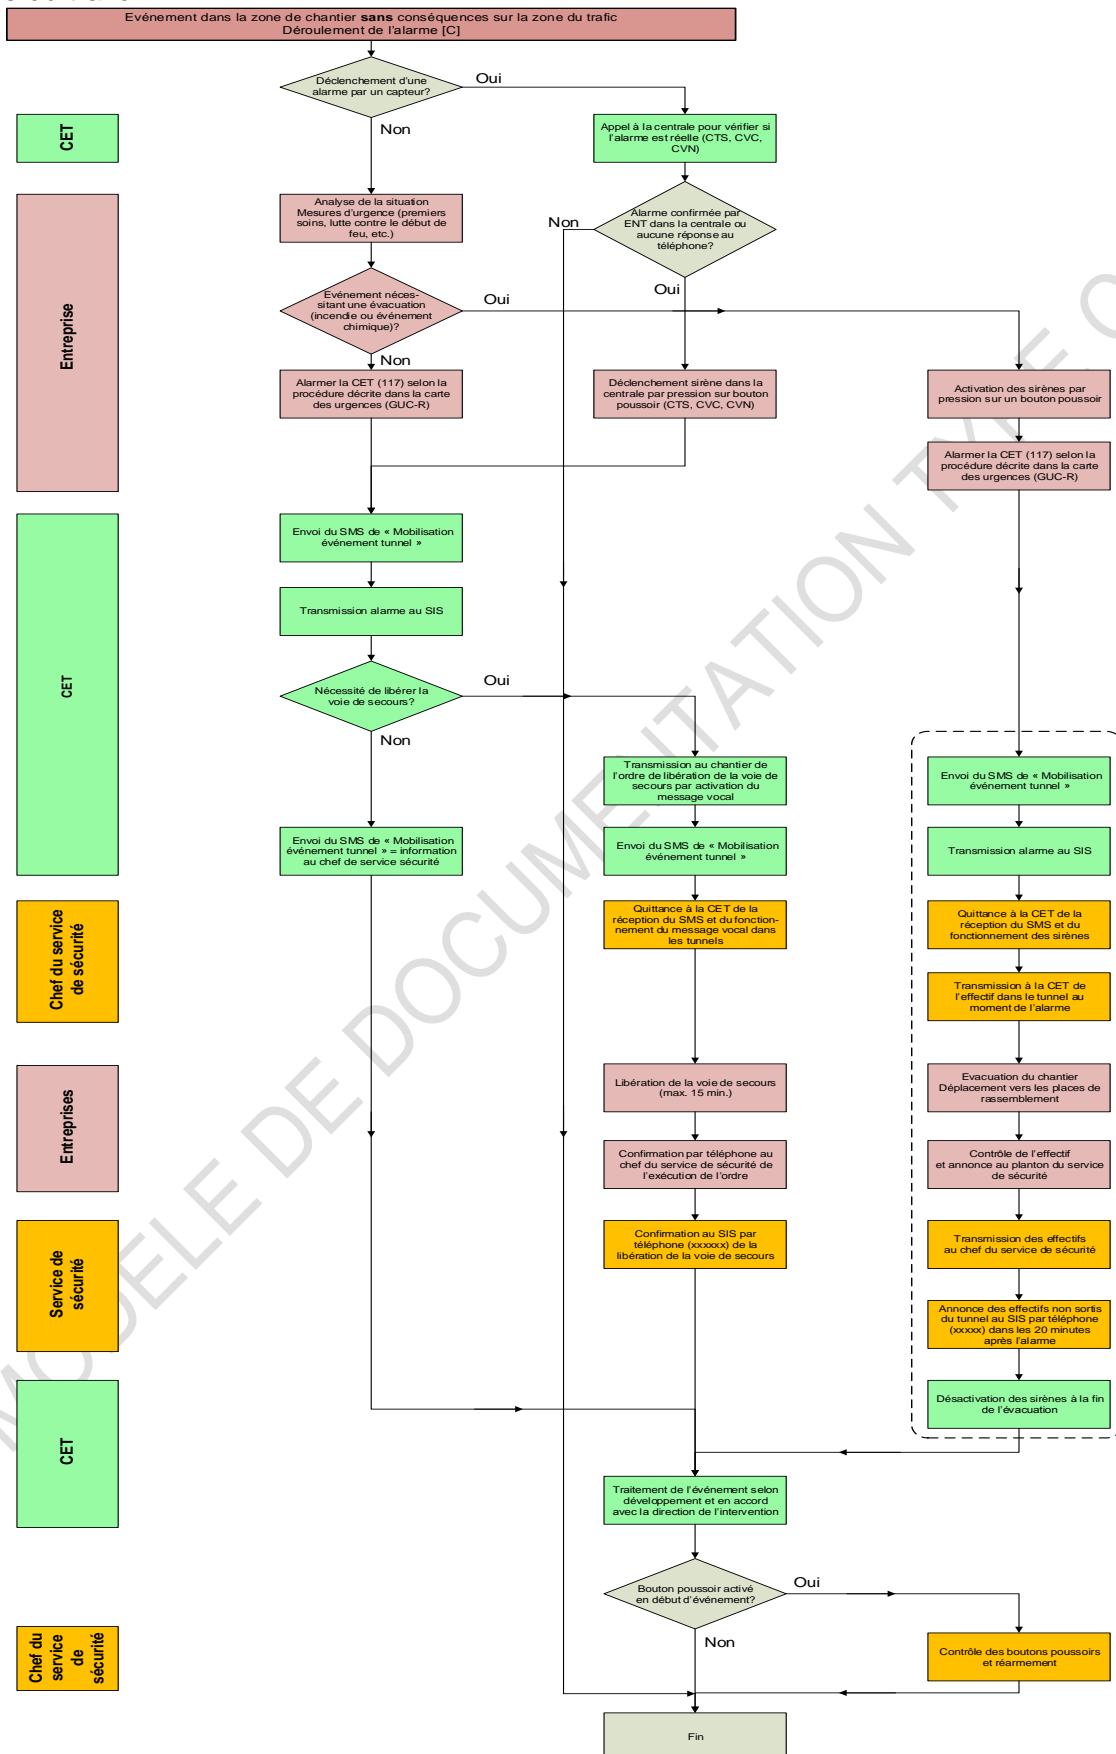 Evénement dans la zone de chantier sans conséquences sur la zone du trafic
Déroulement de l'alarme [C]
Déclenchement d'une
alarme par un capteur?
Oui
Non
CET
Appel à la centrale pour vérifier si
l'alarme est réelle (CTS, CVC,
CVN)
Entreprise
Analyse de la situation
Mesures d'urgence (premiers
soins, lutte contre le début de
feu, etc.)
Non
Alarme confirmée par
ENT dans la centrale ou
aucune réponse au
téléphone?
Oui
Evénement néces-
sitant une évacuation
(incendie ou événement
chimique)?
Oui
Non
Alarmer la CET (117) selon la
procédure décrite dans la carte
des urgences (GUC-R)
Déclenchement sirène dans la
centrale par pression sur bouton
poussoir (CTS, CVC, CVN)
Activation des sirènes par
pression sur un bouton poussoir
Alarmer la CET (117) selon la
procédure décrite dans la carte
des urgences (GUC-R)
CET
Envoi du SMS de « Mobilisation
événement tunnel »
Transmission alarme au SIS
Nécessité de libérer la
voie de secours?
Oui
Non
Transmission au chantier de
l'ordre de libération de la voie de
secours par activation du
message vocal
Envoi du SMS de « Mobilisation
événement tunnel »
Envoi du SMS de « Mobilisation
événement tunnel » = information
au chef de service sécurité
Envoi du SMS de « Mobilisation
événement tunnel »
Transmission alarme au SIS
Chef du service
de sécurité
Quittance à la CET de la
réception du SMS et du fonction-
nement du message vocal dans
les tunnels
Quittance à la CET de la
réception du SMS et du
fonctionnement des sirènes
Transmission à la CET de
l'effectif dans le tunnel au
moment de l'alarme
Entreprises
Libération de la voie de secours
(max. 15 min.)
Evacuation du chantier
Déplacement vers les places de
rassemblement
Confirmation par téléphone au
chef du service de sécurité de
l'exécution de l'ordre
Contrôle de l'effectif
et annonce au planton du service
de sécurité
Service de
sécurité
Confirmation au SIS par
téléphone (xxxxxx) de la
libération de la voie de secours
Transmission des effectifs
au chef du service de sécurité
Annonce des effectifs non sortis
du tunnel au SIS par téléphone
(xxxxx) dans les 20 minutes
après l'alarme
CET
Désactivation des sirènes à la fin
de l'évacuation
Traitement de l'événement selon
développement et en accord
avec la direction de l'intervention
Bouton poussoir activé
en début d'événement?
Oui
Non
Chef du
service
de
sécurité
Contrôle des boutons poussoirs
et réarmement
Fin
MODELE DE DOCUMENTATION TYPE C